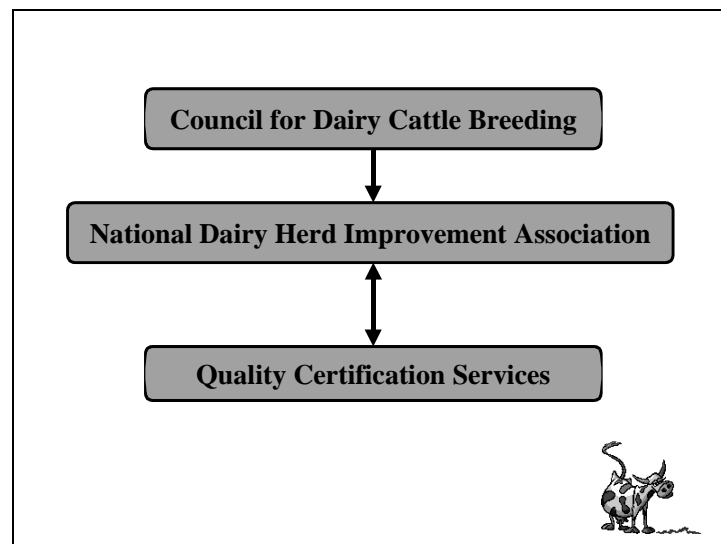 Council for Dairy Cattle Breeding
National Dairy Herd Improvement Association
Quality Certification Services